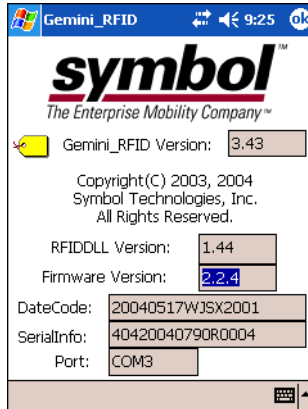 Gemini_RFID 9:25 ok
symbol™
The Enterprise Mobility Company™
Gemini_RFID Version: 3.43
Copyright(C) 2003, 2004
Symbol Technologies, Inc.
All Rights Reserved.
RFIDDLL Version: 1.44
Firmware Version: 2.2.4
DateCode: 20040517WJSX2001
SerialInfo: 40420040790R0004
Port: COM3